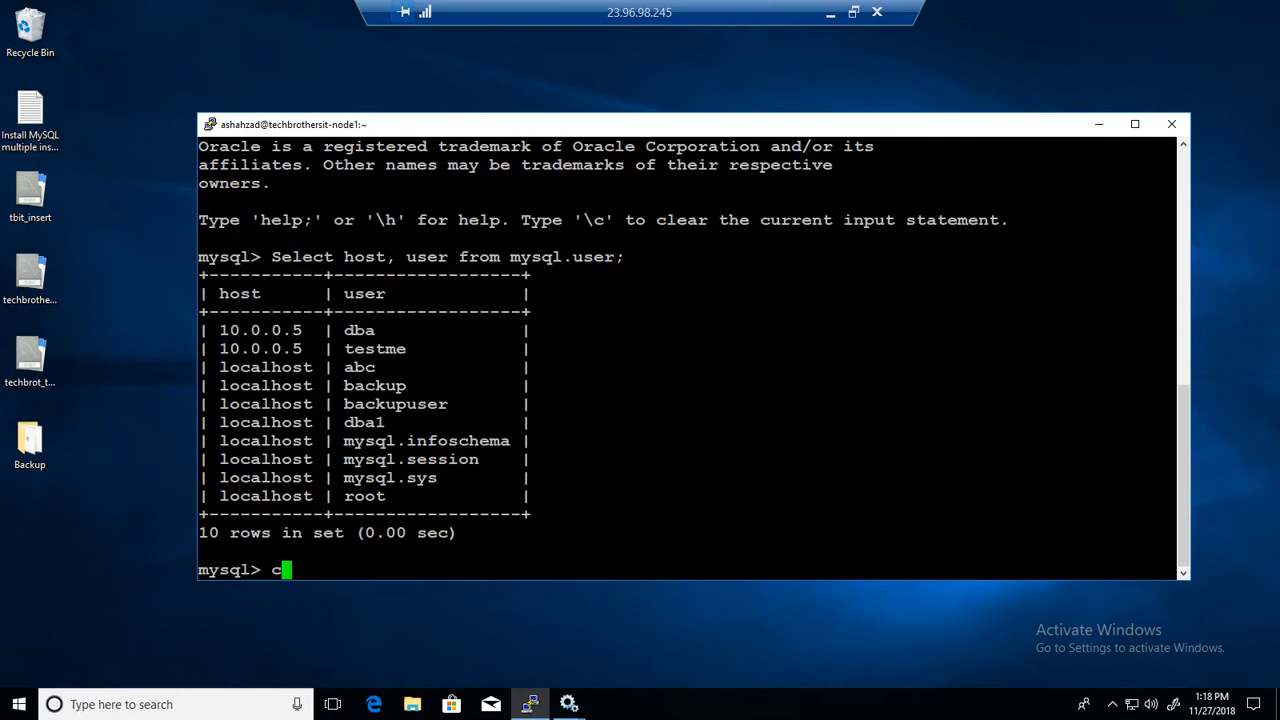 23.96.98.245
Recycle Bin
Install MySQL
multiple ins...
tbit_insert
techbrothe...
techbrot_t...
Backup
ashahzad@techbrothersit-node1:~
Oracle is a registered trademark of Oracle Corporation and/or its
affiliates. Other names may be trademarks of their respective
owners.
Type 'help;' or '\h' for help. Type '\c' to clear the current input statement.
mysql> Select host, user from mysql.user;
+-----------+------------------+
| host      | user             |
+-----------+------------------+
| 10.0.0.5  | dba              |
| 10.0.0.5  | testme           |
| localhost | abc              |
| localhost | backup           |
| localhost | backupuser       |
| localhost | dba1             |
| localhost | mysql.infoschema |
| localhost | mysql.session    |
| localhost | mysql.sys        |
| localhost | root             |
+-----------+------------------+
10 rows in set (0.00 sec)
mysql> c
Activate Windows
Go to Settings to activate Windows.
Type here to search
1:18 PM
11/27/2018